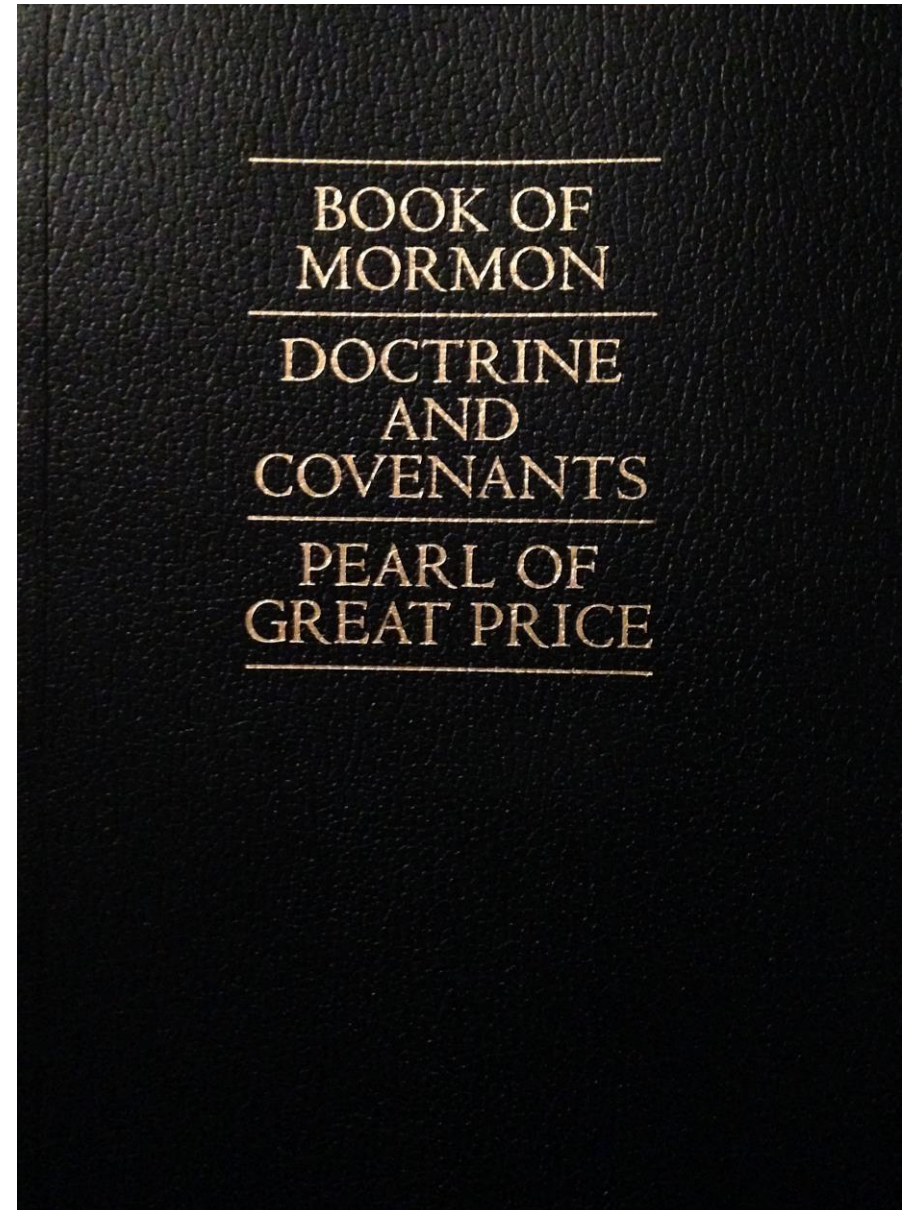 BOOK OF
MORMON
DOCTRINE
AND
COVENANTS
PEARL OF
GREAT PRICE